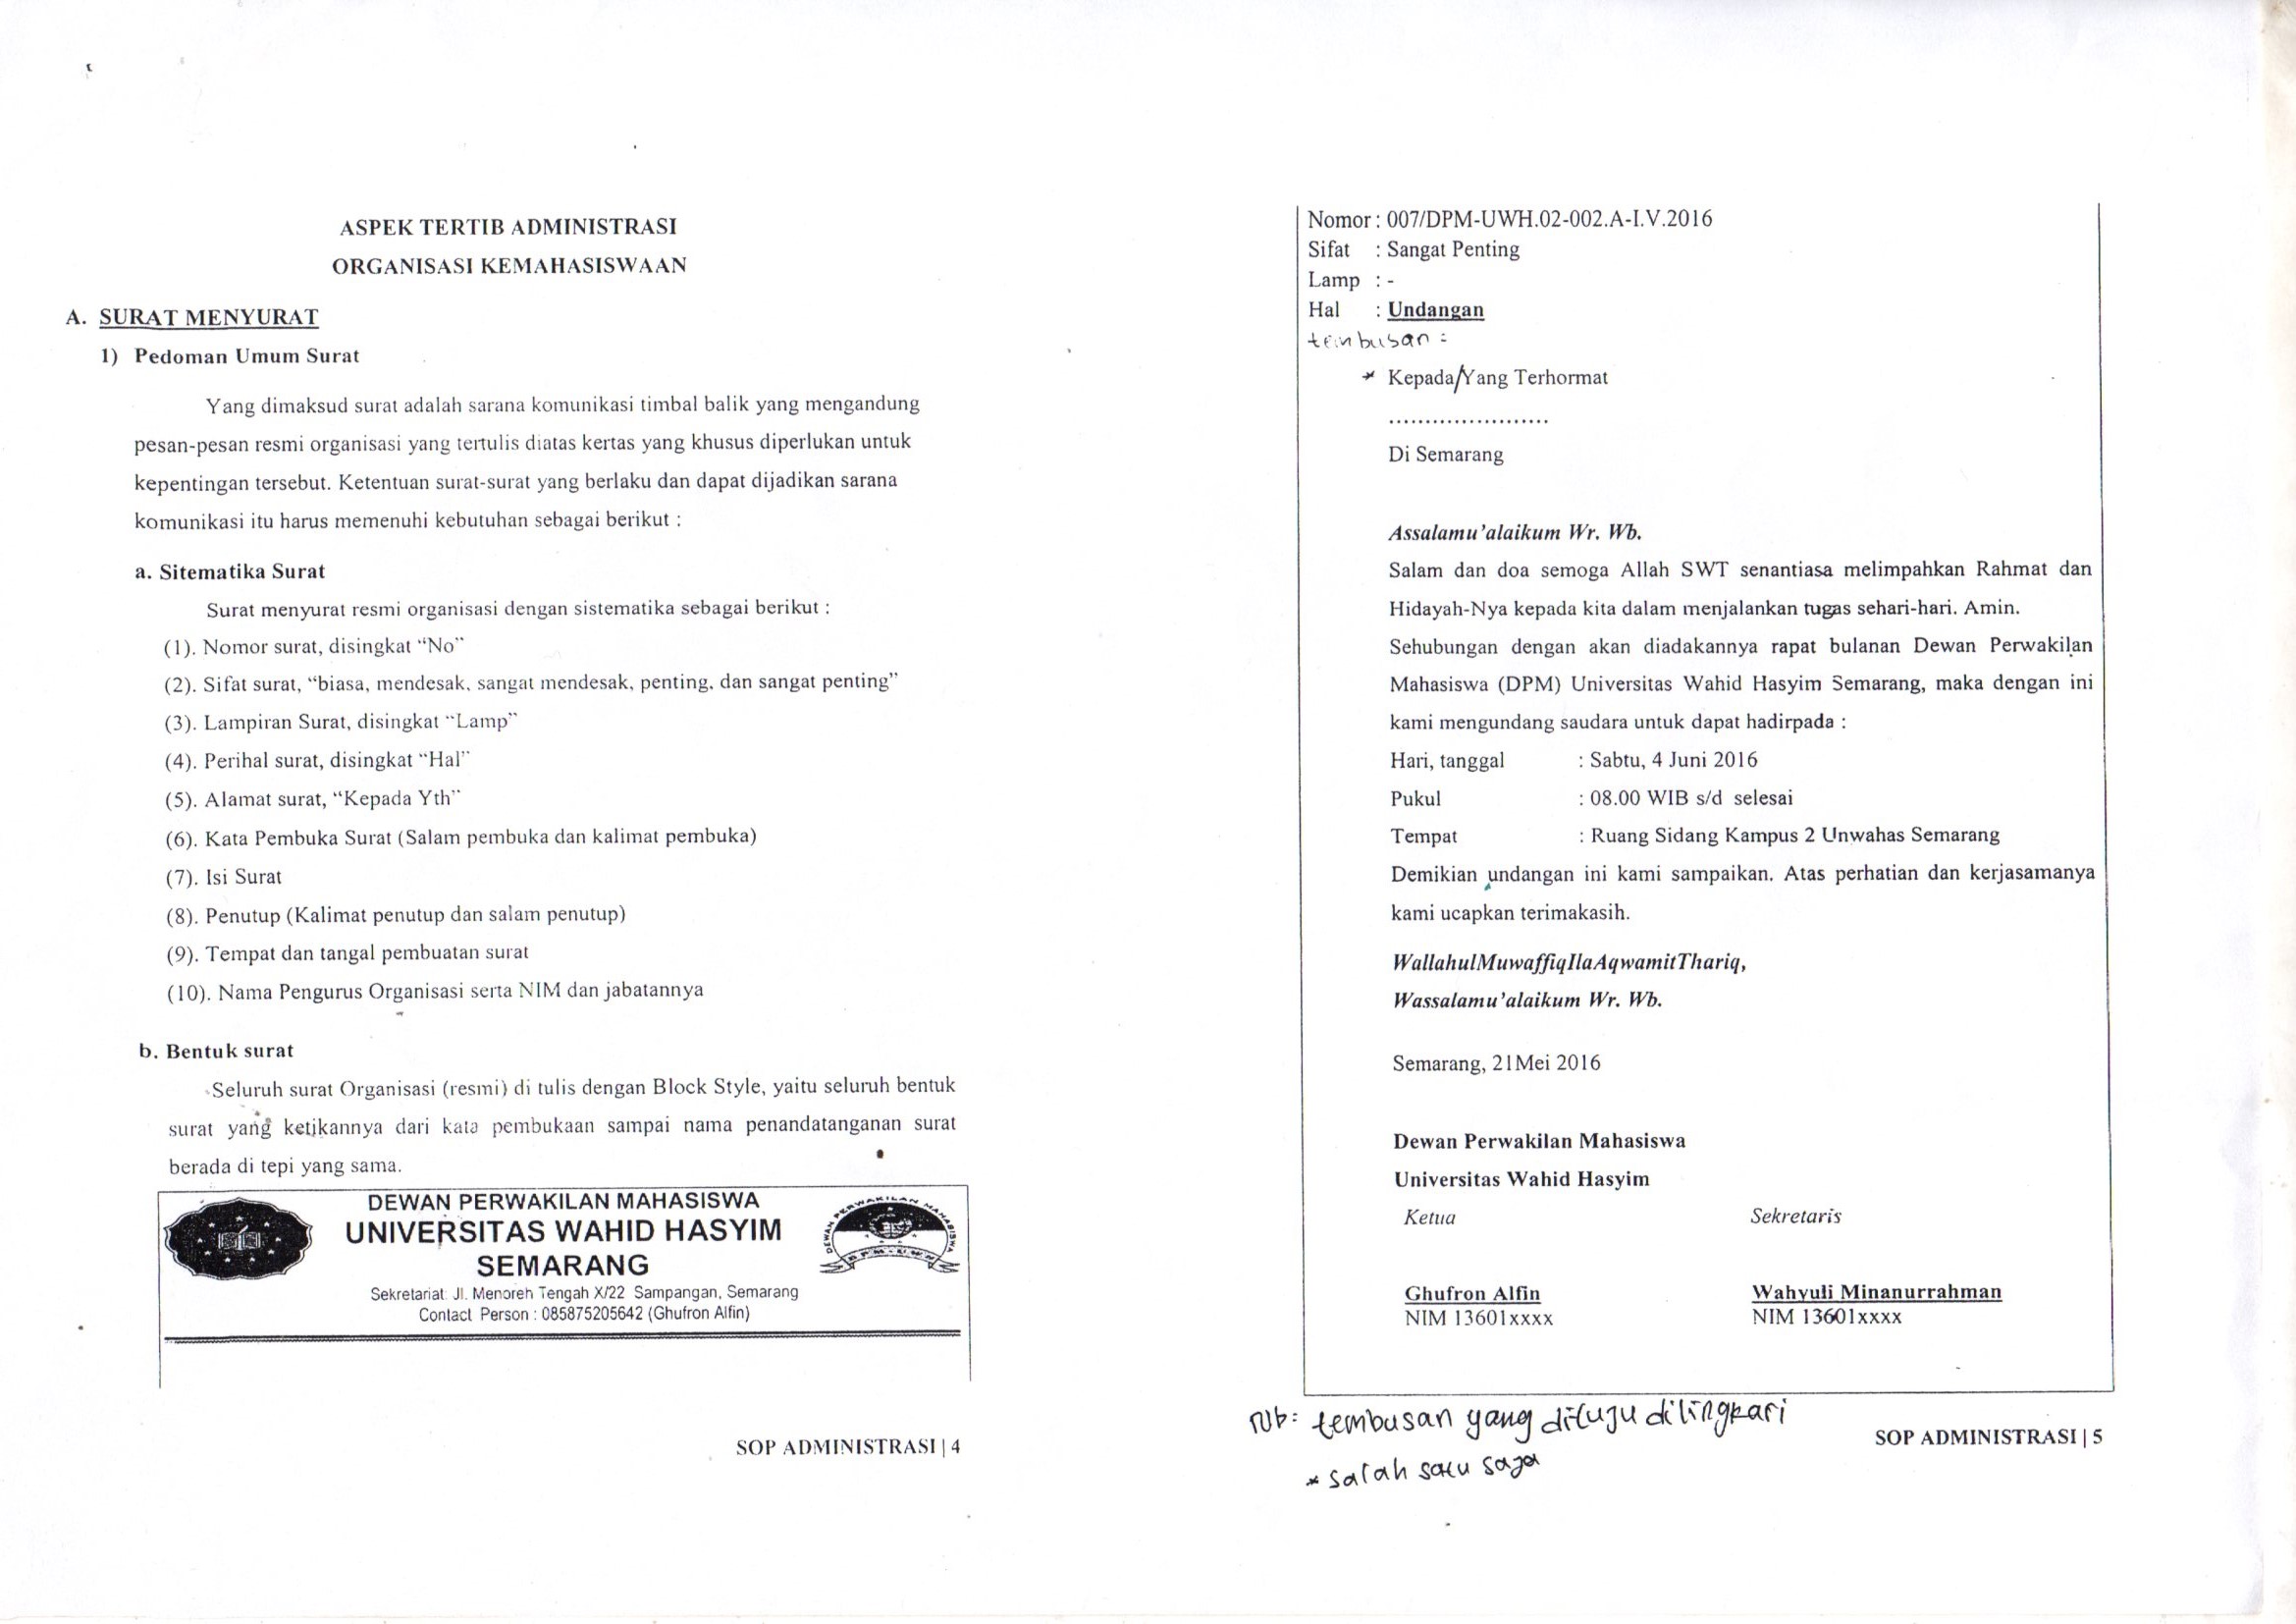 ASPEK TERTIB ADMINISTRASI
ORGANISASI KEMAHASISWAAN
A. SURAT MENYURAT
1) Pedoman Umum Surat
Yang dimaksud surat adalah sarana komunikasi timbal balik yang mengandung
pesan-pesan resmi organisasi yang tertulis diatas kertas yang khusus diperlukan untuk
kepentingan tersebut. Ketentuan surat-surat yang berlaku dan dapat dijadikan sarana
komunikasi itu harus memenuhi kebutuhan sebagai berikut :
a. Sitematika Surat
Surat menyurat resmi organisasi dengan sistematika sebagai berikut :
(1). Nomor surat, disingkat “No”
(2). Sifat surat, “biasa, mendesak, sangat mendesak, penting, dan sangat penting”
(3). Lampiran Surat, disingkat “Lamp”
(4). Perihal surat, disingkat “Hal”
(5). Alamat surat, “Kepada Yth”
(6). Kata Pembuka Surat (Salam pembuka dan kalimat pembuka)
(7). Isi Surat
(8). Penutup (Kalimat penutup dan salam penutup)
(9). Tempat dan tangal pembuatan surat
(10). Nama Pengurus Organisasi serta NIM dan jabatannya
b. Bentuk surat
Seluruh surat Organisasi (resmi) di tulis dengan Block Style, yaitu seluruh bentuk
surat yang ketikannya dari kata pembukaan sampai nama penandatanganan surat
berada di tepi yang sama.
DEWAN PERWAKILAN MAHASISWA
UNIVERSITAS WAHID HASYIM
SEMARANG
Sekretariat: Jl. Menoreh Tengah X/22 Sampangan, Semarang
Contact Person : 085875205642 (Ghufron Alfin)
DEWAN PERWAKILAN MAHASISWA
SOP ADMINISTRASI | 4
Nomor : 007/DPM-UWH.02-002.A-I.V.2016
Sifat : Sangat Penting
Lamp : -
Hal : Undangan
tembusan :
* Kepada/Yang Terhormat
......................
Di Semarang
Assalamu’alaikum Wr. Wb.
Salam dan doa semoga Allah SWT senantiasa melimpahkan Rahmat dan
Hidayah-Nya kepada kita dalam menjalankan tugas sehari-hari. Amin.
Sehubungan dengan akan diadakannya rapat bulanan Dewan Perwakilan
Mahasiswa (DPM) Universitas Wahid Hasyim Semarang, maka dengan ini
kami mengundang saudara untuk dapat hadirpada :
Hari, tanggal : Sabtu, 4 Juni 2016
Pukul : 08.00 WIB s/d selesai
Tempat : Ruang Sidang Kampus 2 Unwahas Semarang
Demikian undangan ini kami sampaikan. Atas perhatian dan kerjasamanya
kami ucapkan terimakasih.
WallahulMuwaffiqIlaAqwamitThariq,
Wassalamu’alaikum Wr. Wb.
Semarang, 21Mei 2016
Dewan Perwakilan Mahasiswa
Universitas Wahid Hasyim
Ketua Sekretaris
Ghufron Alfin Wahyuli Minanurrahman
NIM 13601xxxx NIM 13601xxxx
Nb: tembusan yang dituju dilingkari
* salah satu saja
SOP ADMINISTRASI | 5